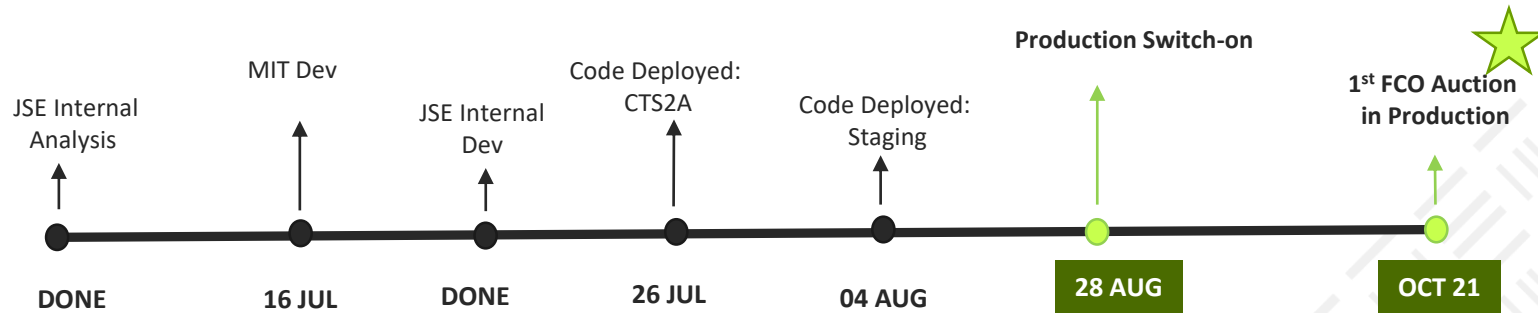 JSE Internal
Analysis
MIT Dev
JSE Internal
Dev
Code Deployed:
CTS2A
Code Deployed:
Staging
Production Switch-on
1st FCO Auction
in Production
DONE
16 JUL
DONE
26 JUL
04 AUG
28 AUG
OCT 21